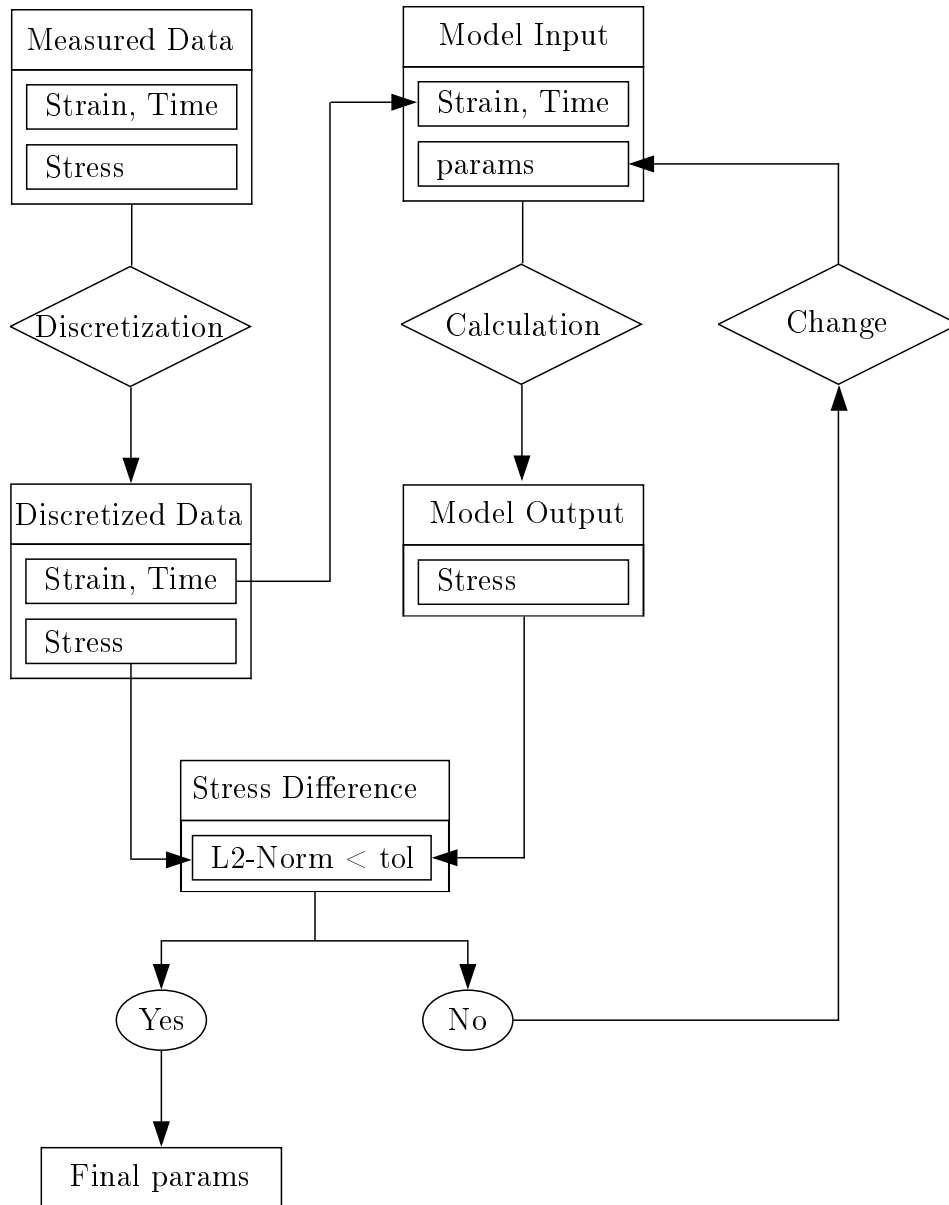 Measured Data
Strain, Time
Stress
Model Input
Strain, Time
params
Discretization
Calculation
Change
Discretized Data
Strain, Time
Stress
Model Output
Stress
Stress Difference
L2-Norm < tol
Yes
No
Final params